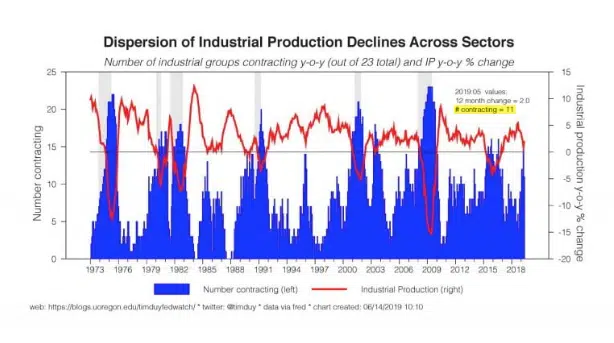 Dispersion of Industrial Production Declines Across Sectors
Number of industrial groups contracting y-o-y (out of 23 total) and IP y-o-y % change
25
20
15
10
5
0
Number contracting
15
10
5
0
-5
-10
-15
-20
Industrial production y-o-y % change
2019:05 values:
12 month change = 2.0
# contracting = 11
1973 1976 1979 1982 1985 1988 1991 1994 1997 2000 2003 2006 2009 2012 2015 2018
Number contracting (left) Industrial Production (right)
web: https://blogs.uoregon.edu/timduyfedwatch/ * twitter: @timduy * data via fred * chart created: 06/14/2019 10:10